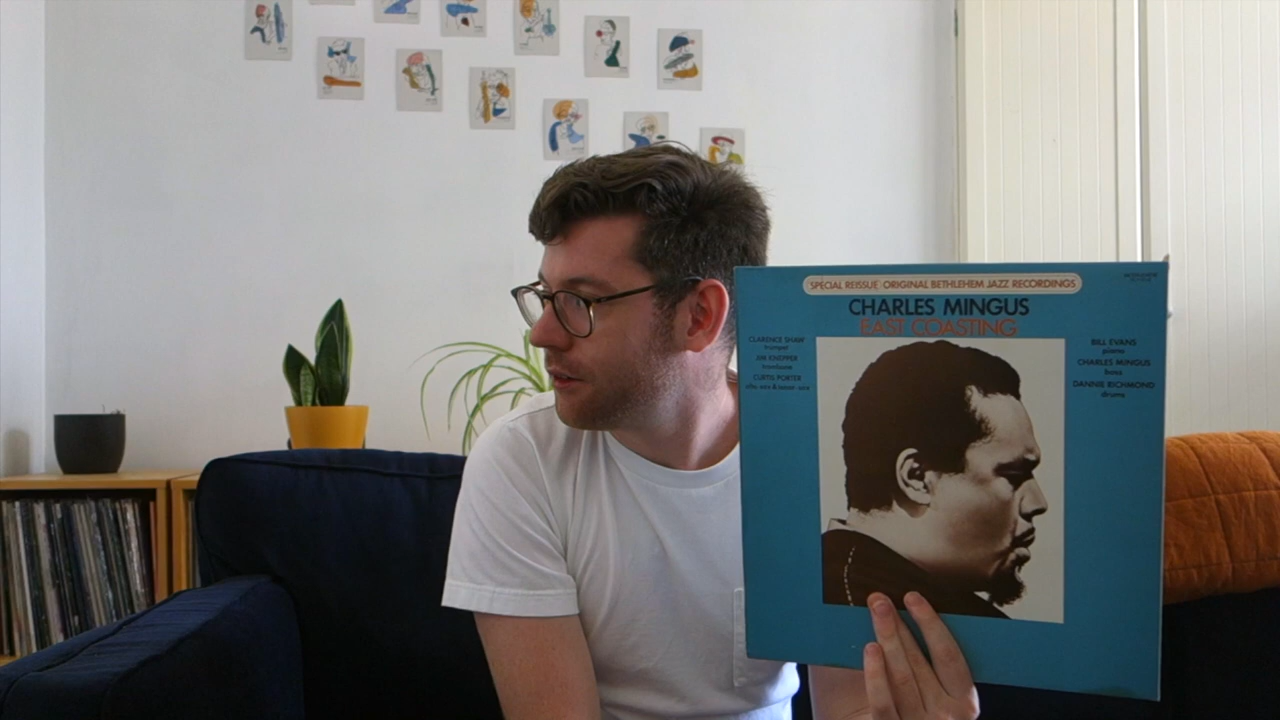 SPECIAL REISSUE ORIGINAL BETHLEHEM JAZZ RECORDINGS
CHARLES MINGUS
EAST COASTING
CLARENCE SHAW
trumpet
JIMMY KNEPPER
trombone
CURTIS PORTER
alto-sax & tenor-sax
BILL EVANS
piano
CHARLES MINGUS
bass
DANNIE RICHMOND
drums